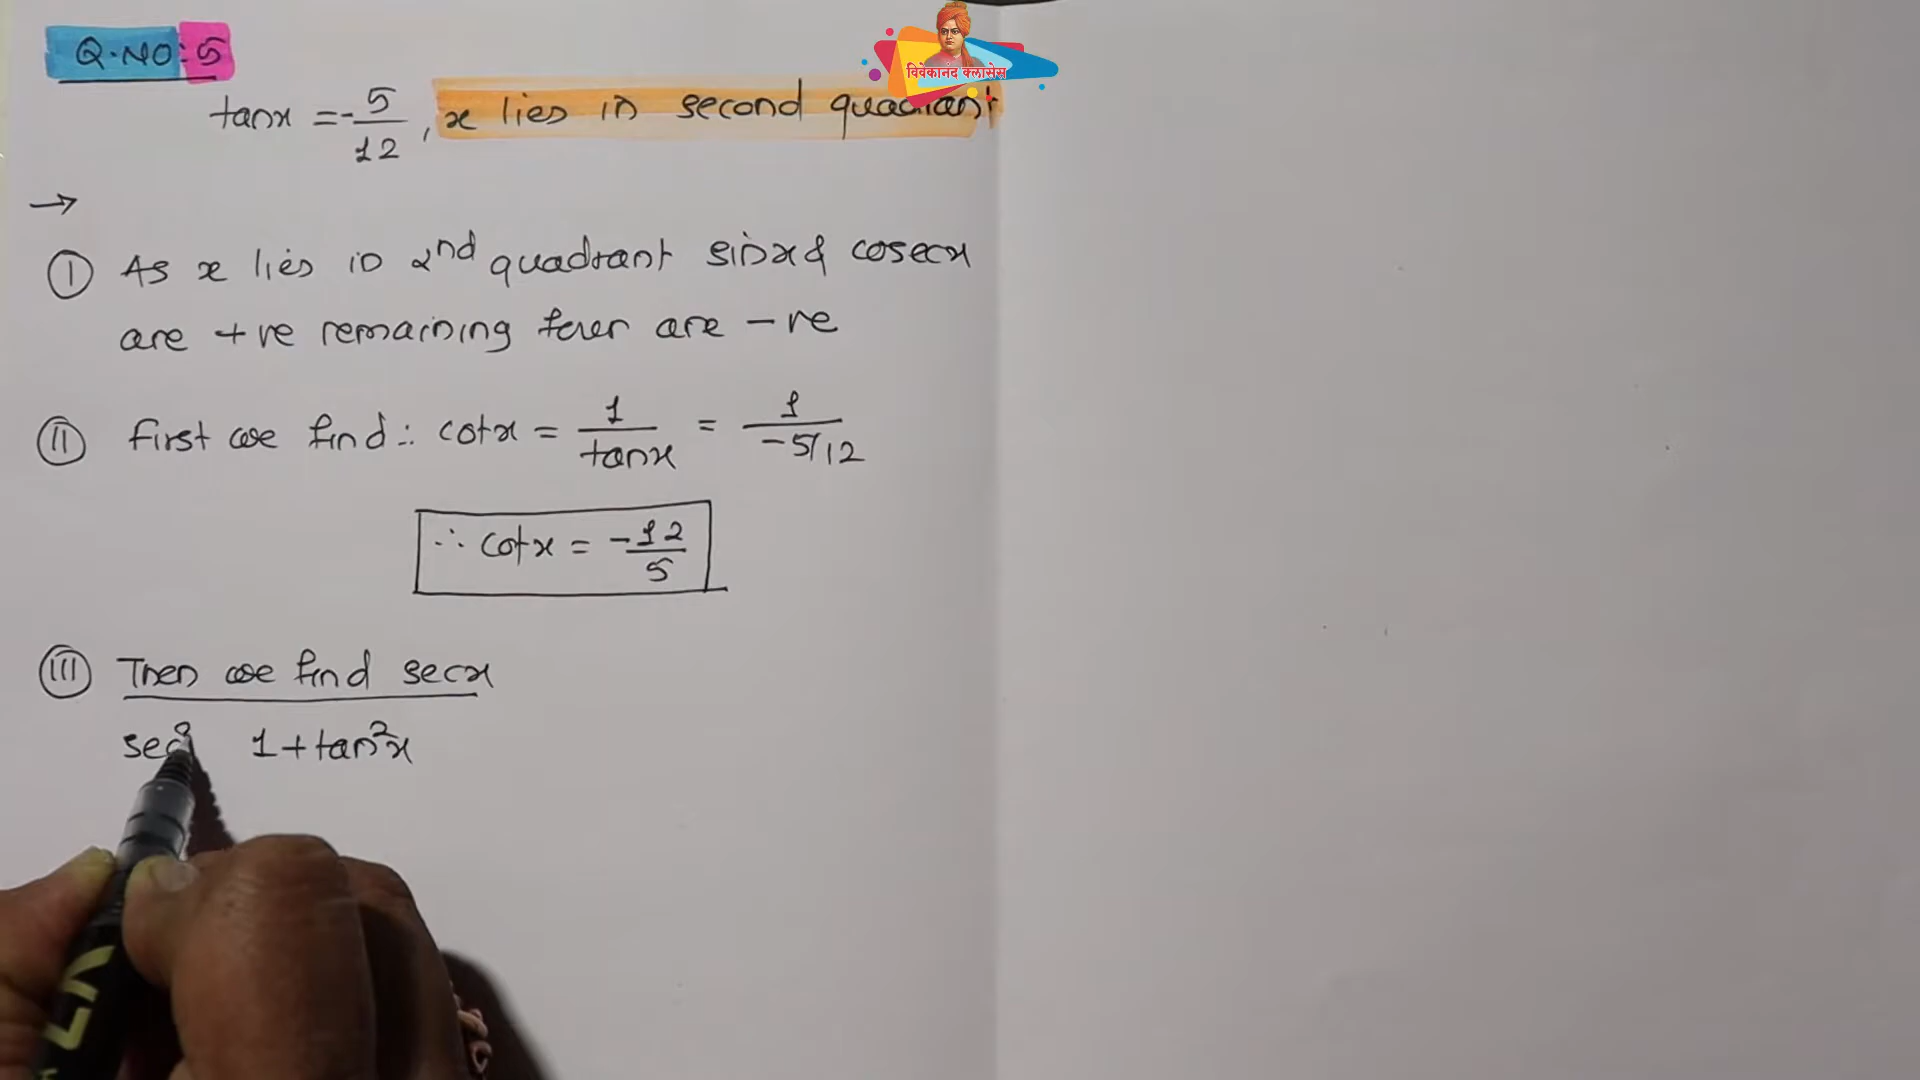 Q.NO:5
विवेकानंद क्लासेस
tanx = -5/12, x lies in second quadrant
→
(I) As x lies in 2nd quadrant sinx & cosecx
are +ve remaining four are -ve
(II) First we find ∴ cotx = 1/tanx = 1/-5/12
∴ cotx = -12/5
(III) Then we find secx
sec² 1+tan²x